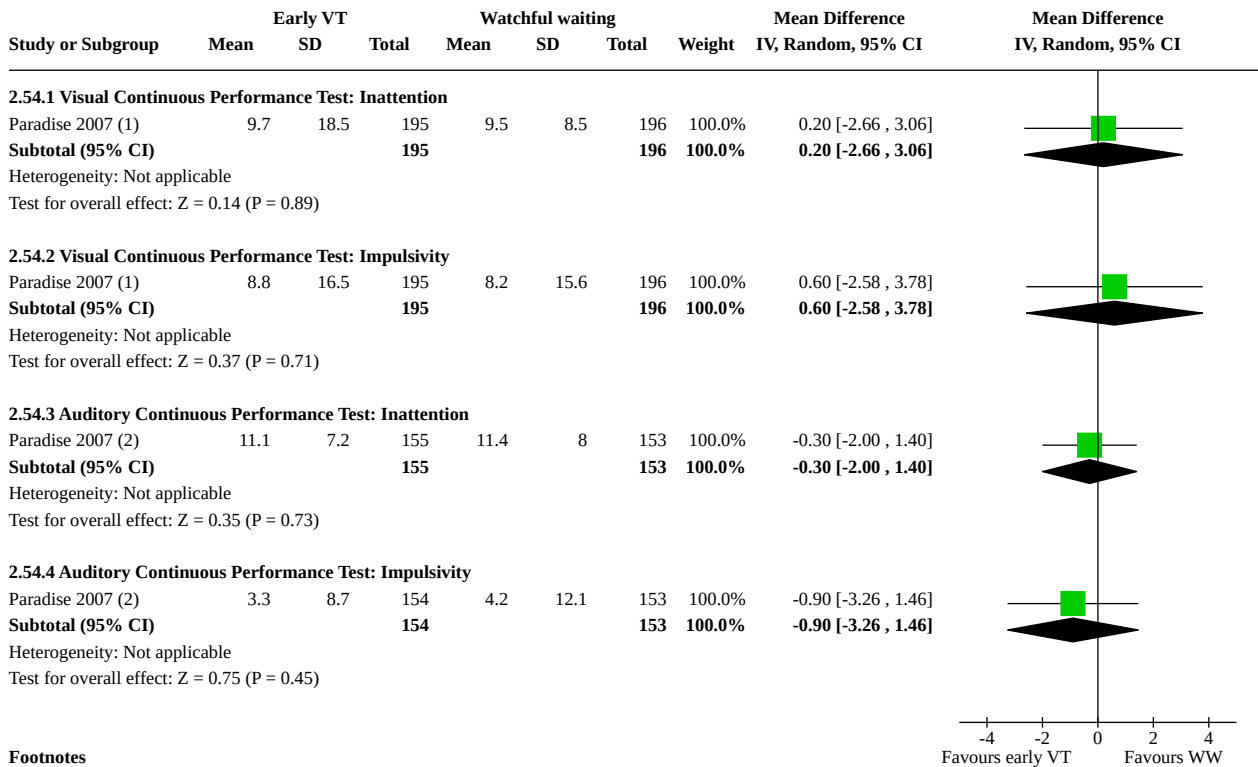 Early VT Watchful waiting Mean Difference Mean Difference
Study or Subgroup Mean SD Total Mean SD Total Weight IV, Random, 95% CI IV, Random, 95% CI
2.54.1 Visual Continuous Performance Test: Inattention
Paradise 2007 (1) 9.7 18.5 195 9.5 8.5 196 100.0% 0.20 [-2.66 , 3.06]
Subtotal (95% CI) 195 196 100.0% 0.20 [-2.66 , 3.06]
Heterogeneity: Not applicable
Test for overall effect: Z = 0.14 (P = 0.89)
2.54.2 Visual Continuous Performance Test: Impulsivity
Paradise 2007 (1) 8.8 16.5 195 8.2 15.6 196 100.0% 0.60 [-2.58 , 3.78]
Subtotal (95% CI) 195 196 100.0% 0.60 [-2.58 , 3.78]
Heterogeneity: Not applicable
Test for overall effect: Z = 0.37 (P = 0.71)
2.54.3 Auditory Continuous Performance Test: Inattention
Paradise 2007 (2) 11.1 7.2 155 11.4 8 153 100.0% -0.30 [-2.00 , 1.40]
Subtotal (95% CI) 155 153 100.0% -0.30 [-2.00 , 1.40]
Heterogeneity: Not applicable
Test for overall effect: Z = 0.35 (P = 0.73)
2.54.4 Auditory Continuous Performance Test: Impulsivity
Paradise 2007 (2) 3.3 8.7 154 4.2 12.1 153 100.0% -0.90 [-3.26 , 1.46]
Subtotal (95% CI) 154 153 100.0% -0.90 [-3.26 , 1.46]
Heterogeneity: Not applicable
Test for overall effect: Z = 0.75 (P = 0.45)
-4 -2 0 2 4
Footnotes Favours early VT Favours WW